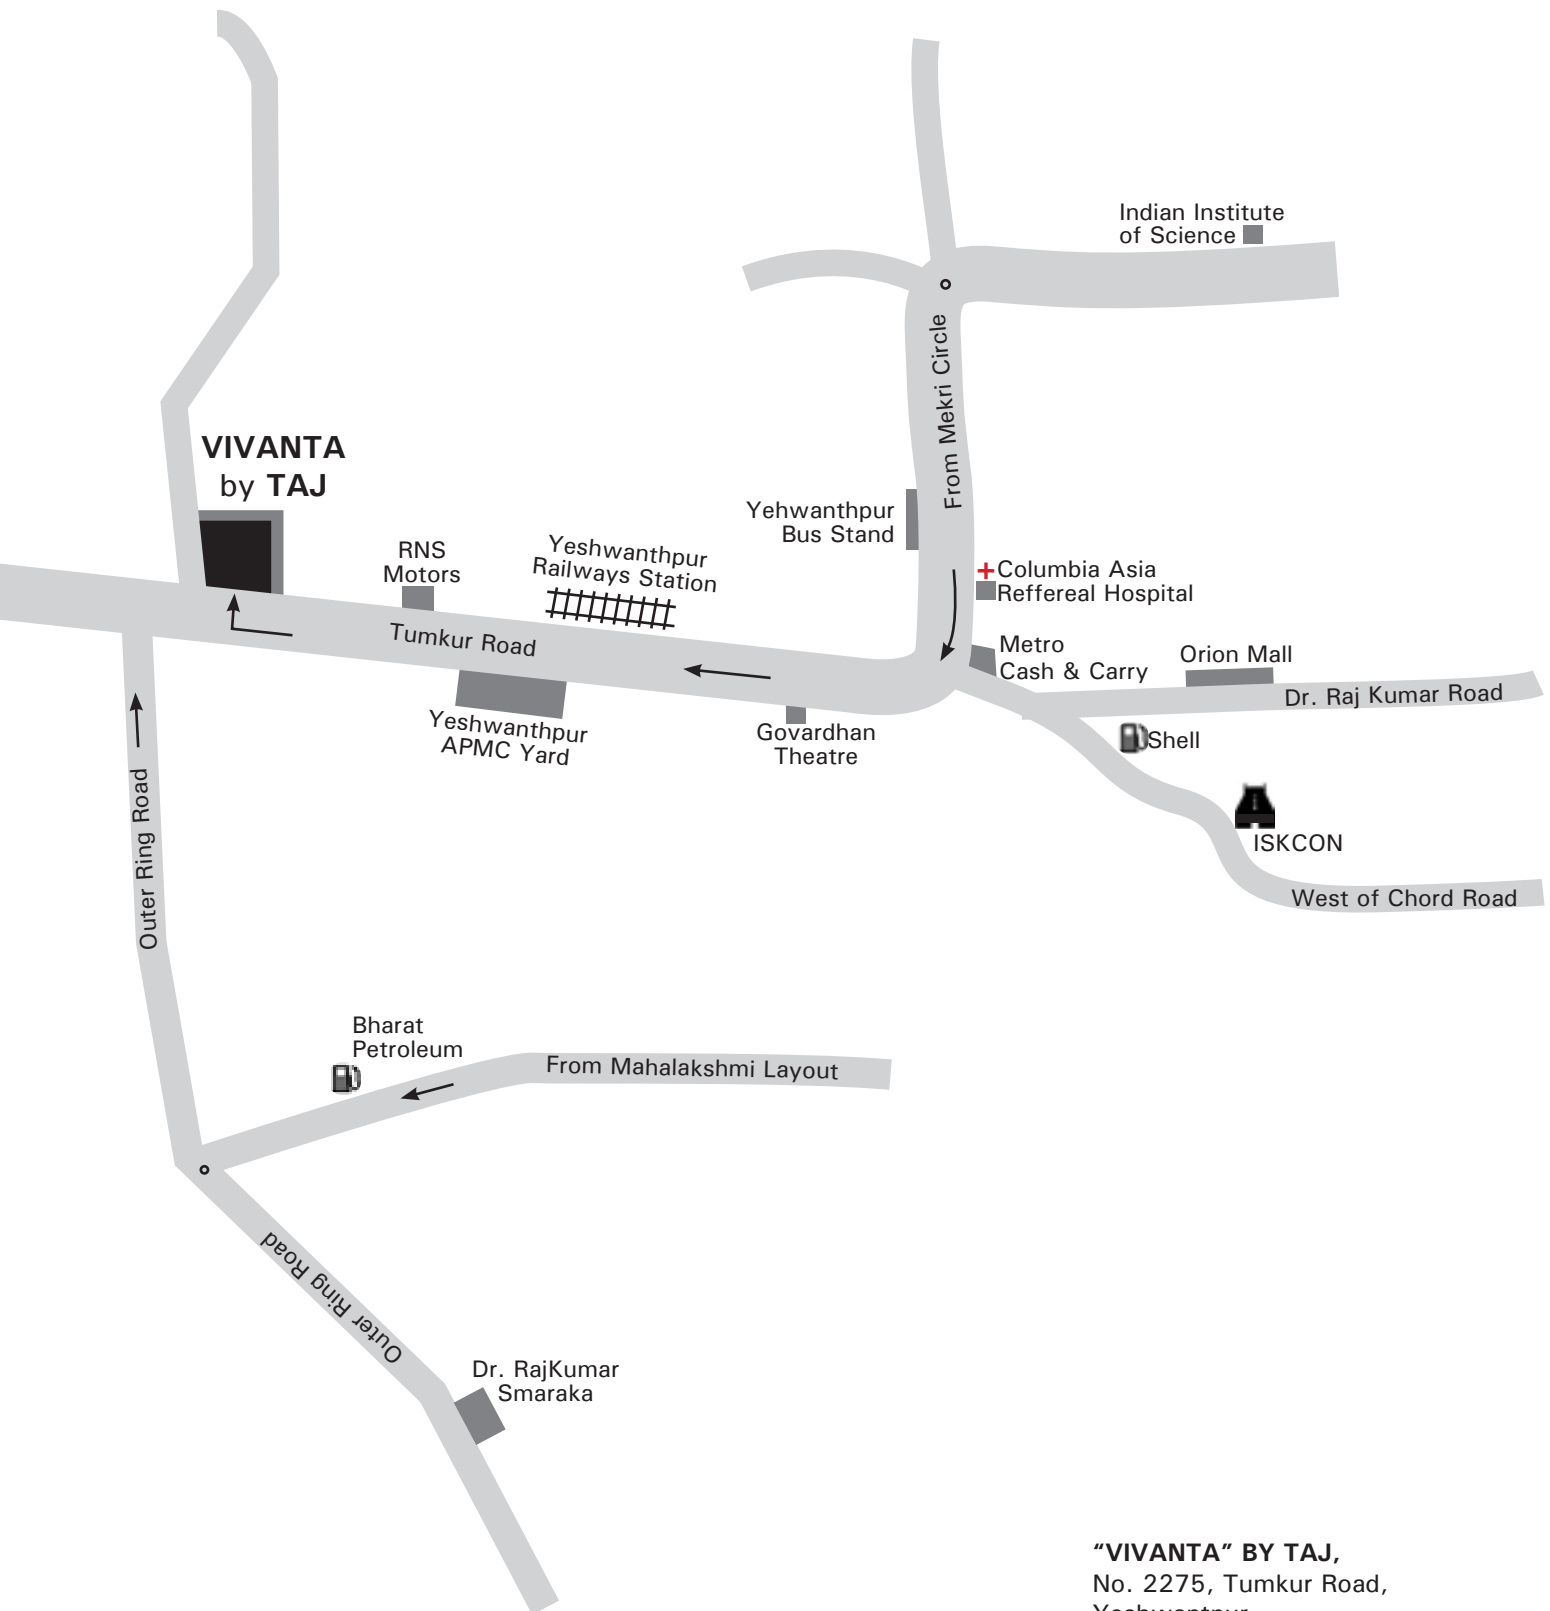 Indian Institute
of Science
From Mekri Circle
VIVANTA
by TAJ
Yehwanthpur
Bus Stand
RNS
Motors
Yeshwanthpur
Railways Station
Columbia Asia
Reffereal Hospital
Tumkur Road
Metro
Cash & Carry
Orion Mall
Dr. Raj Kumar Road
Yeshwanthpur
APMC Yard
Govardhan
Theatre
Shell
Outer Ring Road
ISKCON
West of Chord Road
Bharat
Petroleum
From Mahalakshmi Layout
Outer Ring Road
Dr. RajKumar
Smaraka
“VIVANTA” BY TAJ,
No. 2275, Tumkur Road,
Yeshwantpur